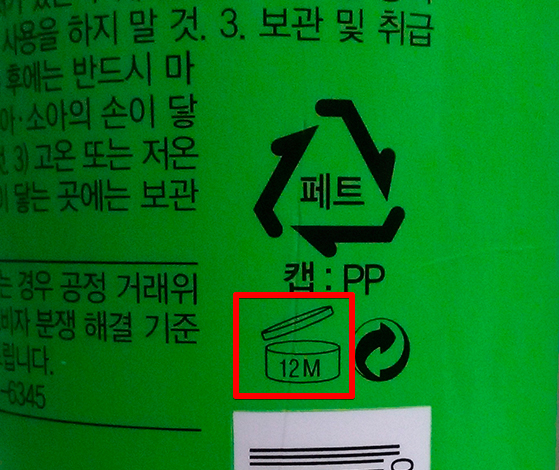 사용을 하지 말 것. 3. 보관 및 취급
후에는 반드시 마
아·소아의 손이 닿
3) 고온 또는 저온
닿는 곳에는 보관
는 경우 공정 거래위
비자 분쟁 해결 기준
드립니다.
-6345
페트
캡 : PP
12M